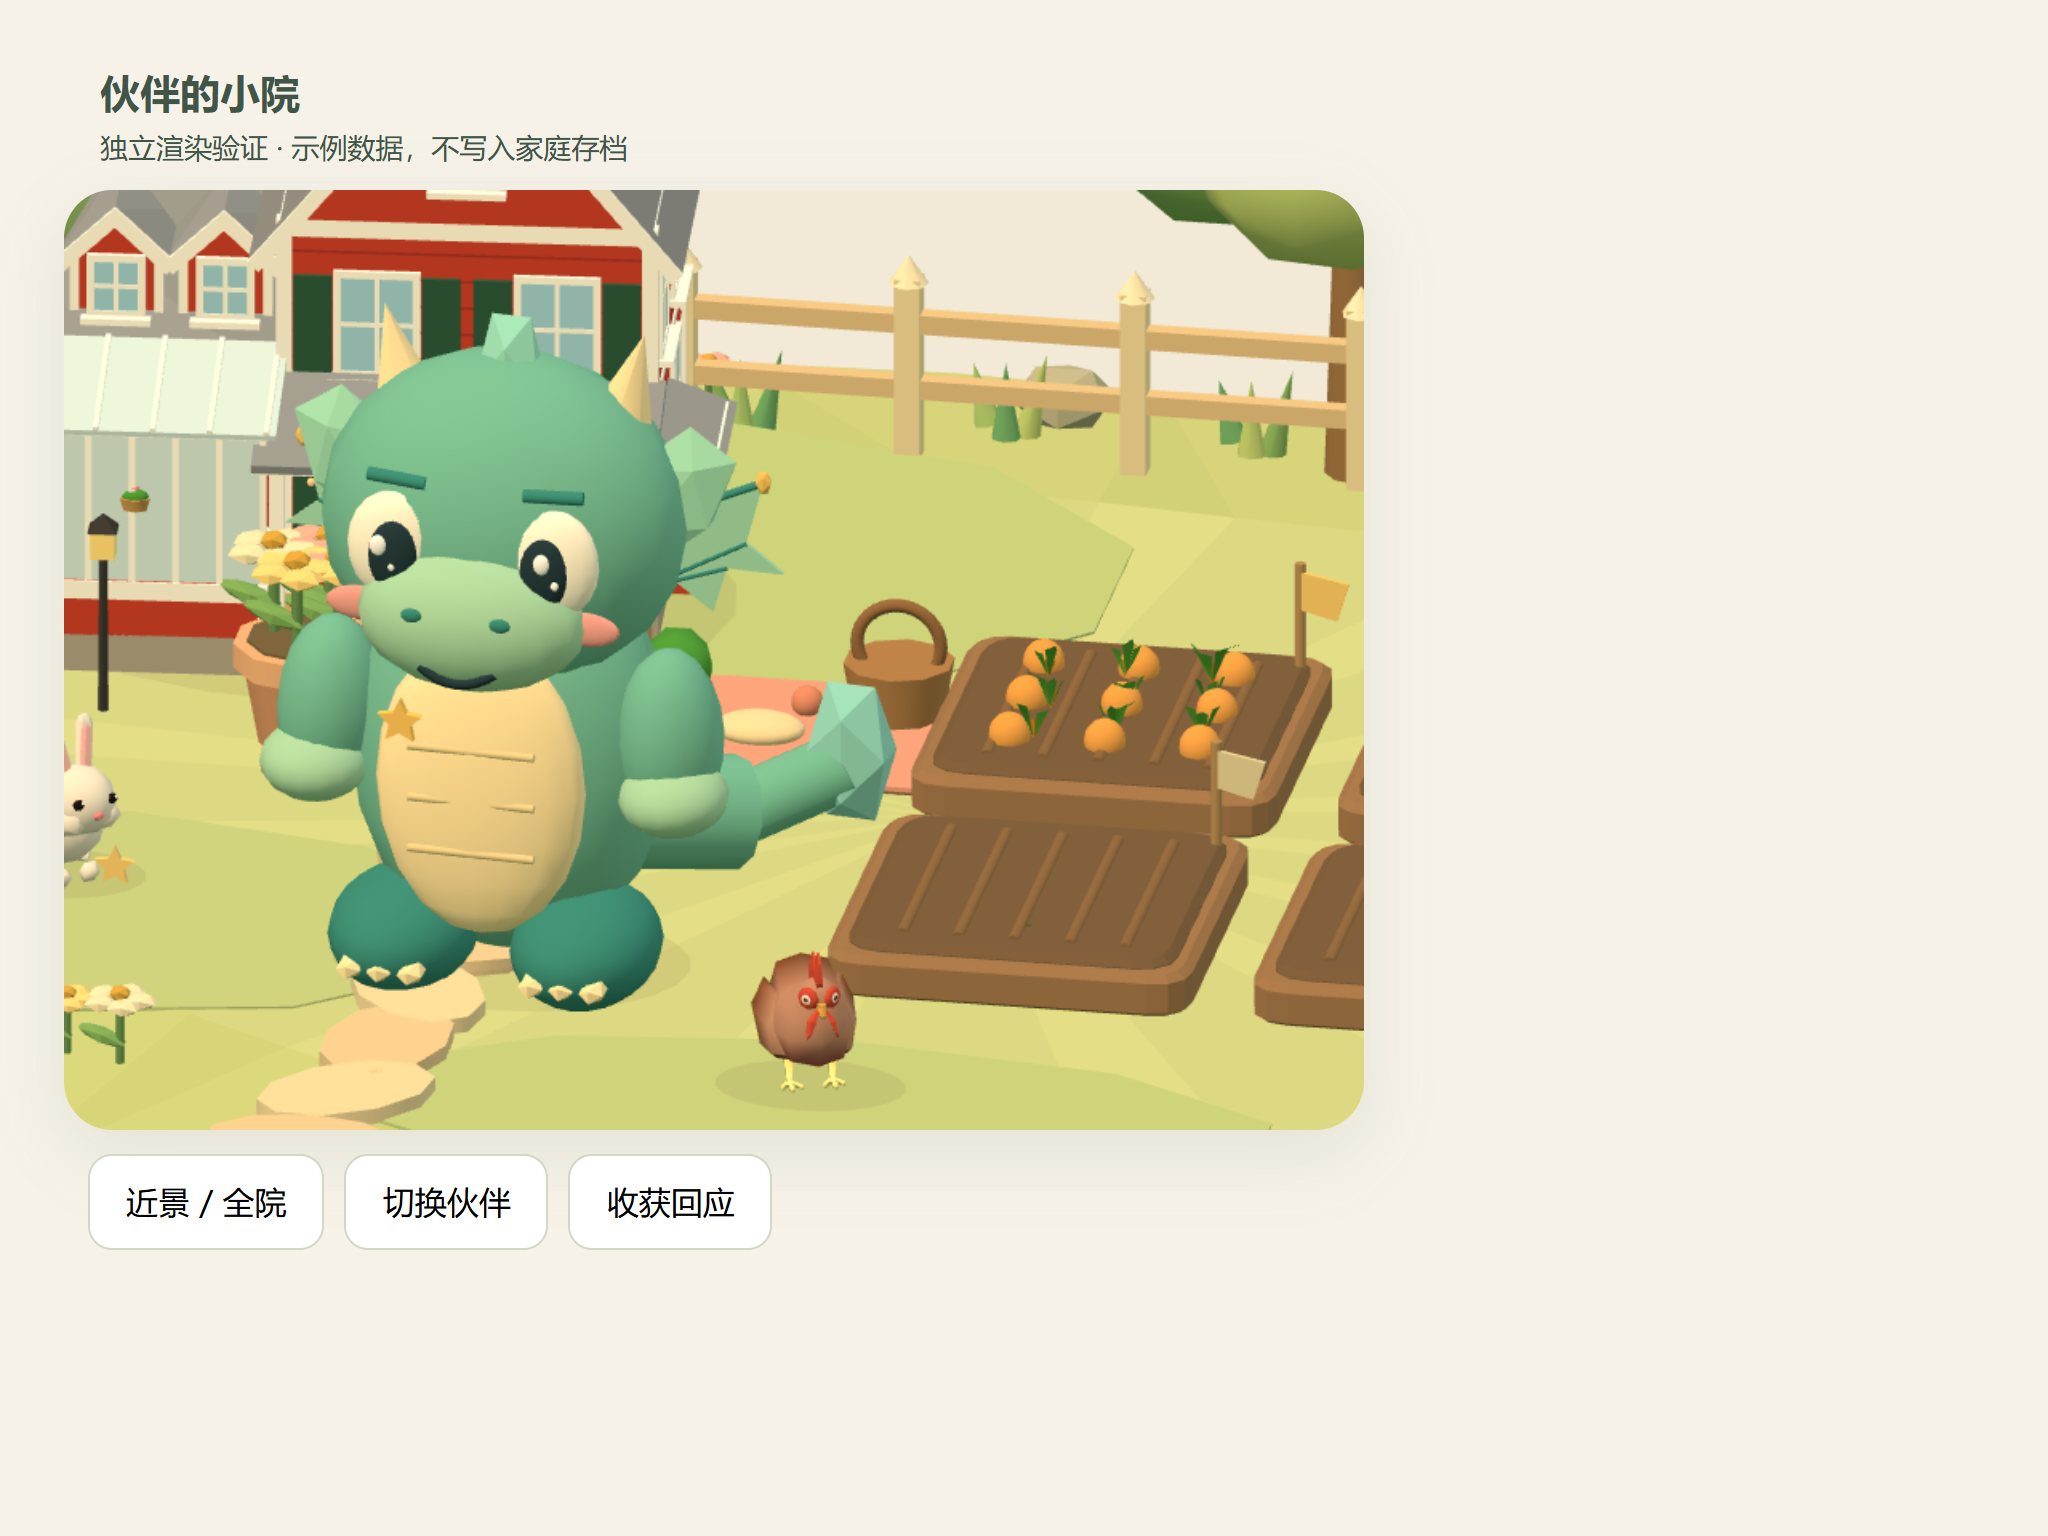 伙伴的小院
独立渲染验证 · 示例数据，不写入家庭存档
近景 / 全院
切换伙伴
收获回应